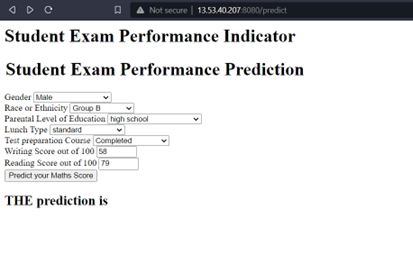 Not secure 13.53.40.207:8080/predict
Student Exam Performance Indicator
Student Exam Performance Prediction
Gender Male
Race or Ethnicity Group B
Parental Level of Education high school
Lunch Type standard
Test preparation Course Completed
Writing Score out of 100 58
Reading Score out of 100 79
Predict your Maths Score
THE prediction is